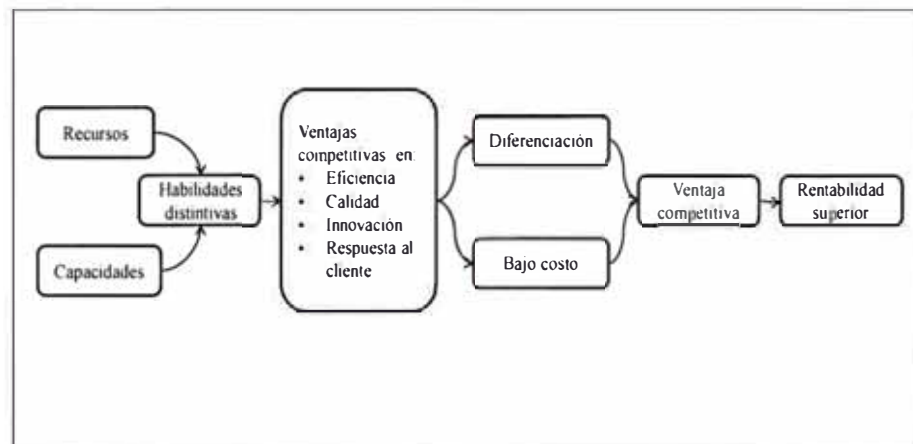 Recursos
Capacidades
Habilidades
distintivas
Ventajas
competitivas en:
• Eficiencia
• Calidad
• Innovación
• Respuesta al
cliente
Diferenciación
Bajo costo
Ventaja
competitiva
Rentabilidad
superior